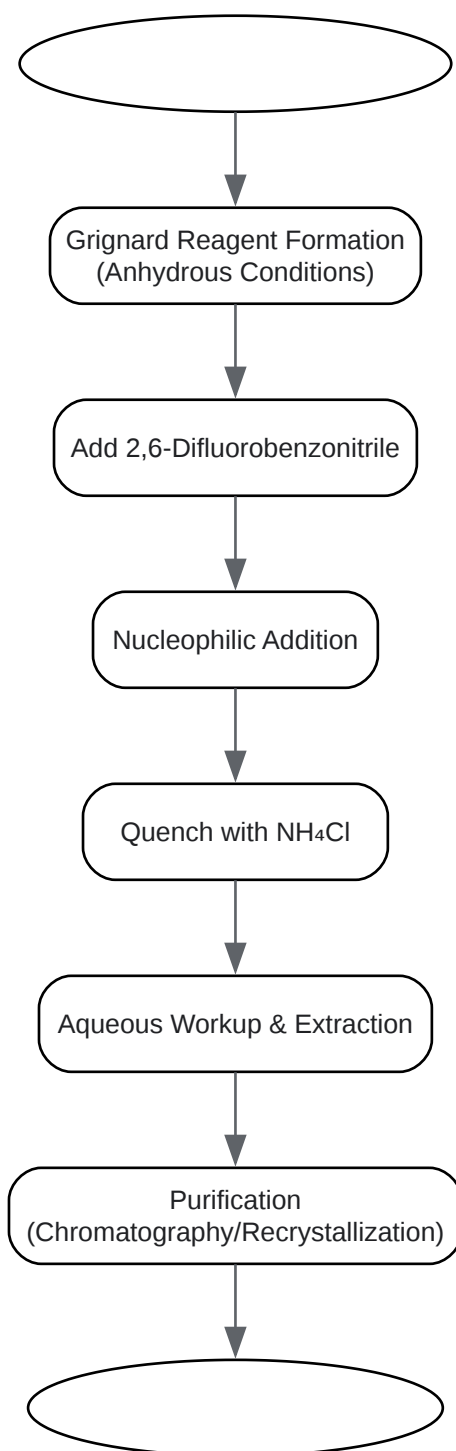 Grignard Reagent Formation
(Anhydrous Conditions)
Add 2,6-Difluorobenzonitrile
Nucleophilic Addition
Quench with NH₄Cl
Aqueous Workup & Extraction
Purification
(Chromatography/Recrystallization)